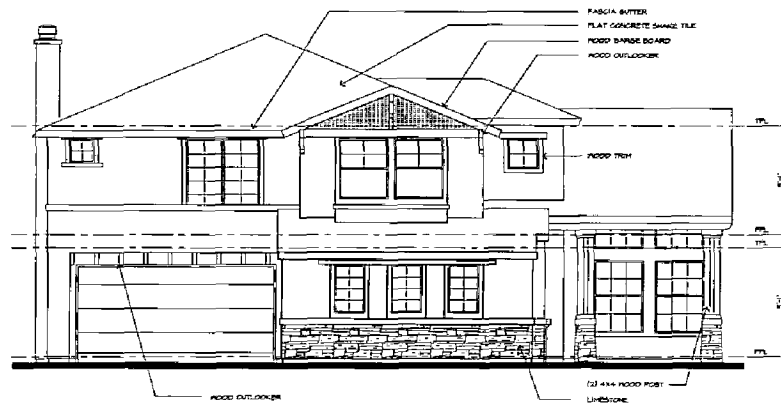 FASCIA GUTTER
FLAT CONCRETE SHAKE TILE
WOOD BARGE BOARD
WOOD OUTLOOKER
WOOD TRIM
(2) 4X4 WOOD POST
WOOD OUTLOOKER
LIMESTONE